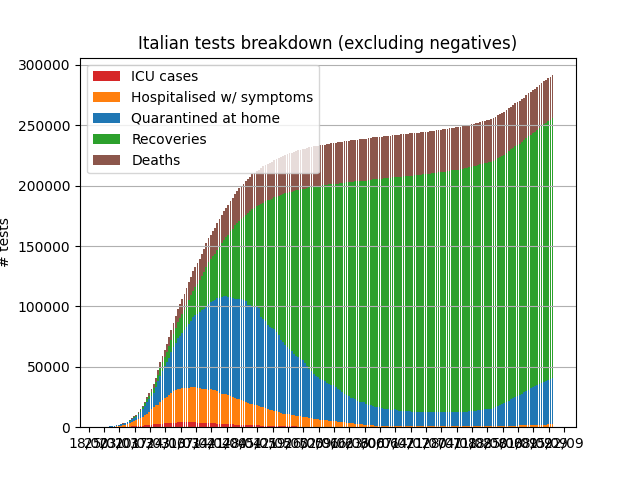 Italian tests breakdown (excluding negatives)
300000
250000
200000
150000
100000
50000
0
# tests
ICU cases
Hospitalised w/ symptoms
Quarantined at home
Recoveries
Deaths